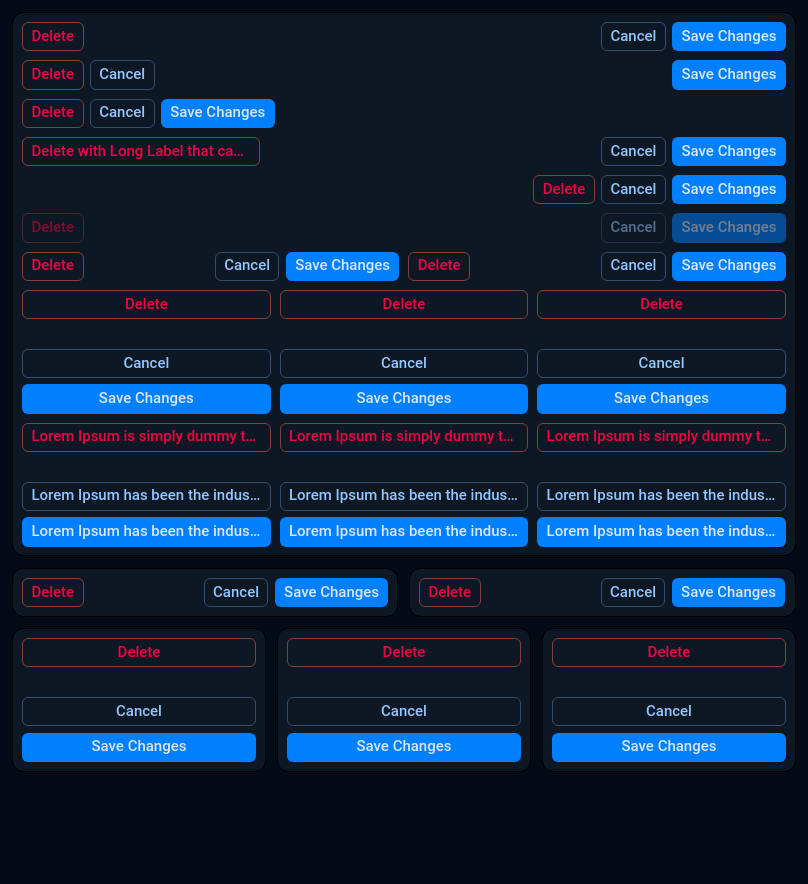 Delete Cancel Save Changes
Delete Cancel Save Changes
Delete Cancel Save Changes
Delete with Long Label that ca... Cancel Save Changes
Delete Cancel Save Changes
Delete Cancel Save Changes
Delete Cancel Save Changes Delete Cancel Save Changes
Delete Delete Delete
Cancel Cancel Cancel
Save Changes Save Changes Save Changes
Lorem Ipsum is simply dummy t... Lorem Ipsum is simply dummy t... Lorem Ipsum is simply dummy t...
Lorem Ipsum has been the indus... Lorem Ipsum has been the indus... Lorem Ipsum has been the indus...
Lorem Ipsum has been the indus... Lorem Ipsum has been the indus... Lorem Ipsum has been the indus...
Delete Cancel Save Changes Delete Cancel Save Changes
Delete Delete Delete
Cancel Cancel Cancel
Save Changes Save Changes Save Changes